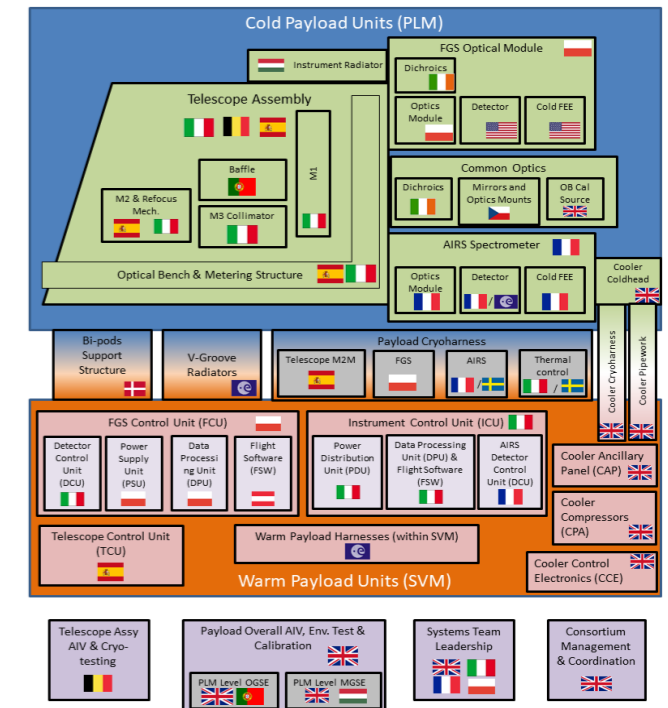 Cold Payload Units (PLM)
Instrument Radiator
FGS Optical Module
Dichroics
Optics
Module
Detector
Cold FEE
Telescope Assembly
M1
Baffle
M3 Collimator
M2 & Refocus
Mech.
Optical Bench & Metering Structure
Common Optics
Dichroics
Mirrors and
Optics Mounts
OB Cal
Source
AIRS Spectrometer
Optics
Module
Detector
/
Cold FEE
Cooler
Coldhead
Bi-pods
Support
Structure
V-Groove
Radiators
Payload Cryoharness
Telescope M2M
FGS
AIRS
/
Thermal
control
/
Cooler Cryoharness
Cooler Pipework
FGS Control Unit (FCU)
Detector
Control
Unit
(DCU)
Power
Supply
Unit
(PSU)
Data
Processi
ng Unit
(DPU)
Flight
Software
(FSW)
Instrument Control Unit (ICU)
Power
Distribution
Unit (PDU)
Data Processing
Unit (DPU) &
Flight Software
(FSW)
AIRS
Detector
Control
Unit (DCU)
Cooler Ancillary
Panel (CAP)
Cooler
Compressors
(CPA)
Cooler Control
Electronics (CCE)
Telescope Control Unit
(TCU)
Warm Payload Harnesses (within SVM)
Warm Payload Units (SVM)
Telescope Assy
AIV & Cryo-
testing
Payload Overall AIV, Env. Test &
Calibration
PLM Level OGSE
PLM Level MGSE
Systems Team
Leadership
Consortium
Management
& Coordination